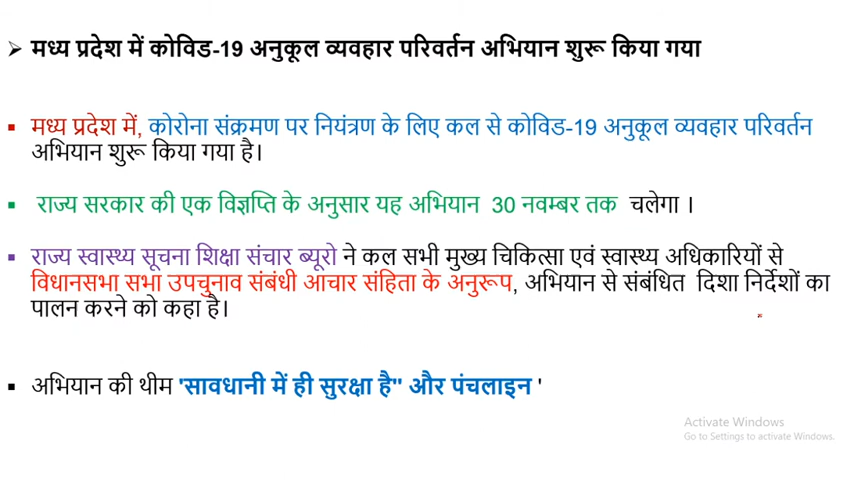 ➢ मध्य प्रदेश में कोविड-19 अनुकूल व्यवहार परिवर्तन अभियान शुरू किया गया
▪ मध्य प्रदेश में, कोरोना संक्रमण पर नियंत्रण के लिए कल से कोविड-19 अनुकूल व्यवहार परिवर्तन
अभियान शुरू किया गया है।
▪ राज्य सरकार की एक विज्ञप्ति के अनुसार यह अभियान 30 नवम्बर तक चलेगा ।
▪ राज्य स्वास्थ्य सूचना शिक्षा संचार ब्यूरो ने कल सभी मुख्य चिकित्सा एवं स्वास्थ्य अधिकारियों से
विधानसभा सभा उपचुनाव संबंधी आचार संहिता के अनुरूप, अभियान से संबंधित दिशा निर्देशों का
पालन करने को कहा है।
▪ अभियान की थीम 'सावधानी में ही सुरक्षा है" और पंचलाइन '
Activate Windows
Go to Settings to activate Windows.